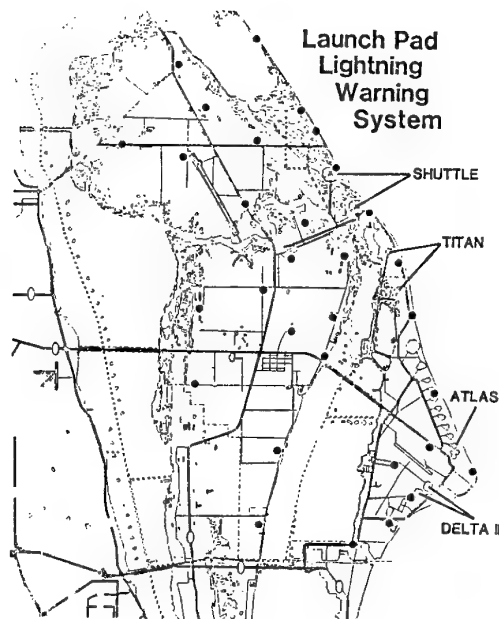 Launch Pad
Lightning
Warning
System
SHUTTLE
TITAN
ATLAS
DELTA II